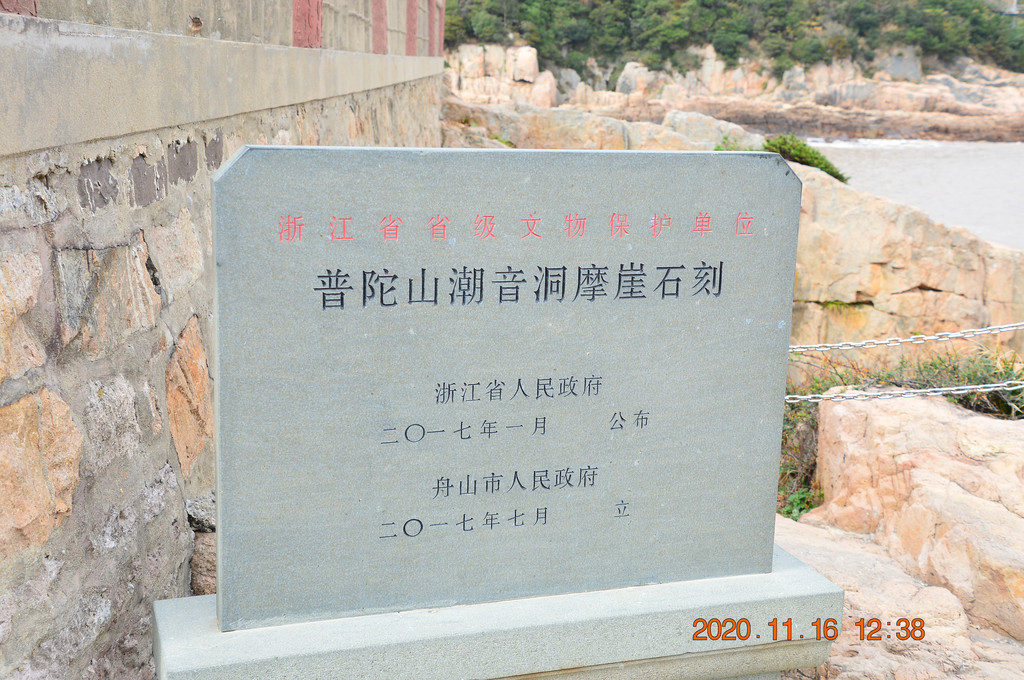 浙江省省级文物保护单位
普陀山潮音洞摩崖石刻
浙江省人民政府
二〇一七年一月 公布
舟山市人民政府
二〇一七年七月 立
2020.11.16 12:38